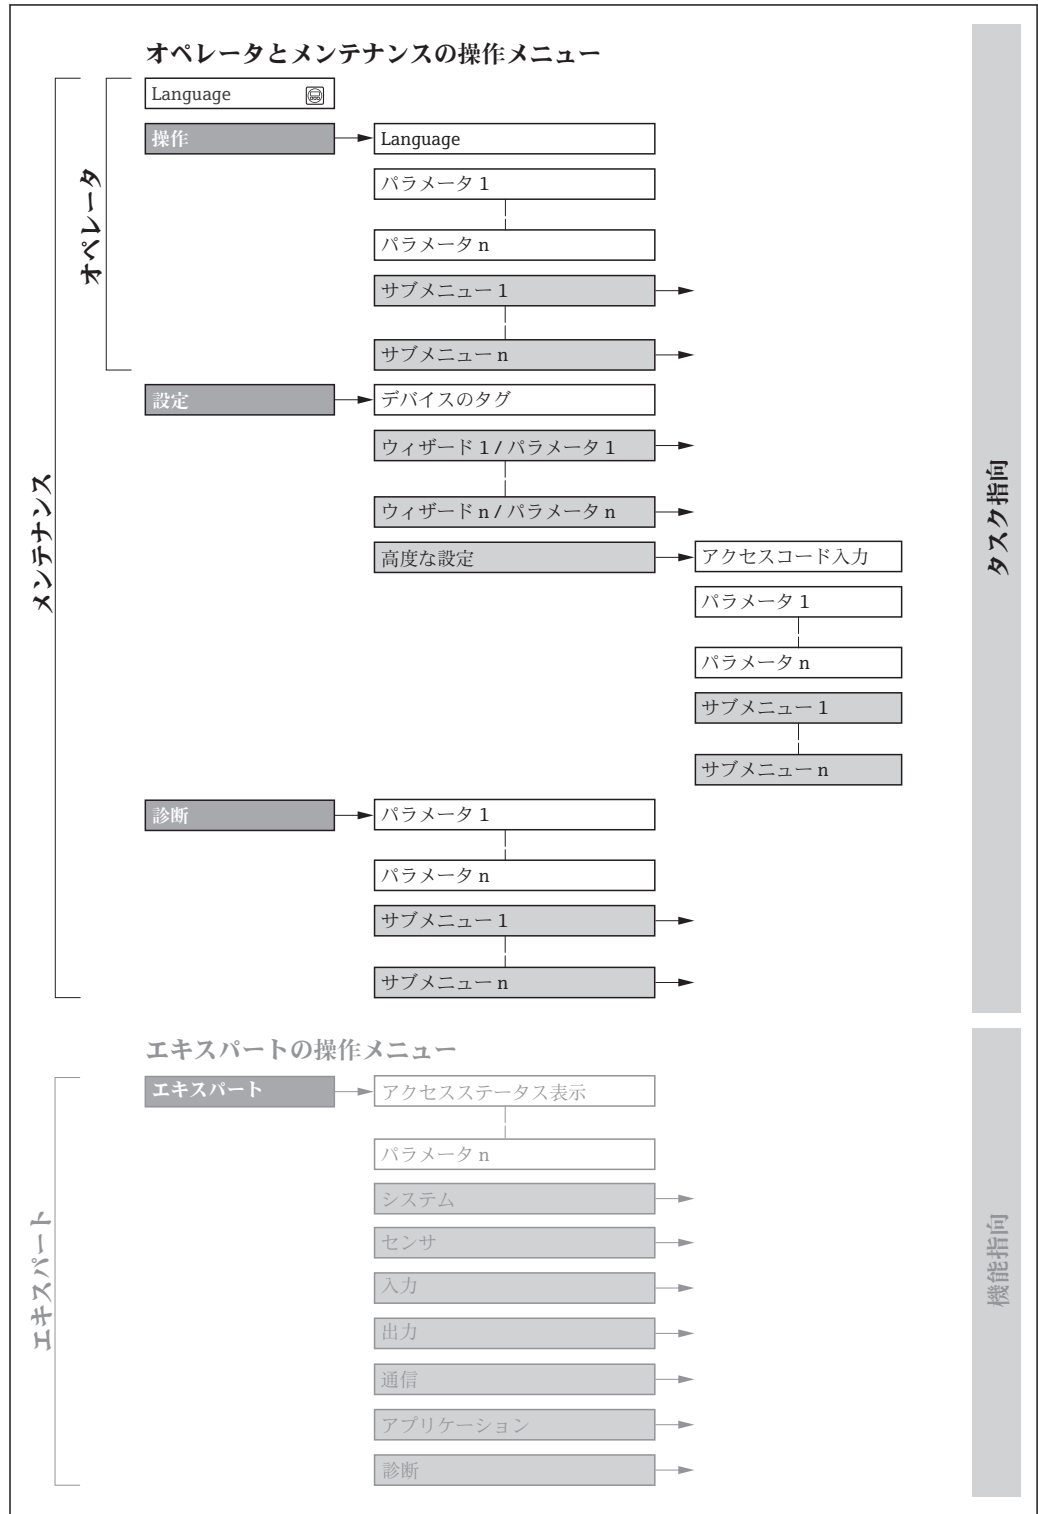 オペレータとメンテナンスの操作メニュー
Language
操作
Language
パラメータ 1
パラメータ n
サブメニュー 1
サブメニュー n
オペレータ
設定
デバイスのタグ
ウィザード 1 / パラメータ 1
ウィザード n / パラメータ n
高度な設定
アクセスコード入力
パラメータ 1
パラメータ n
サブメニュー 1
サブメニュー n
メンテナンス
タスク指向
診断
パラメータ 1
パラメータ n
サブメニュー 1
サブメニュー n
エキスパートの操作メニュー
エキスパート
アクセスステータス表示
パラメータ n
システム
センサ
入力
出力
通信
アプリケーション
診断
エキスパート
機能指向